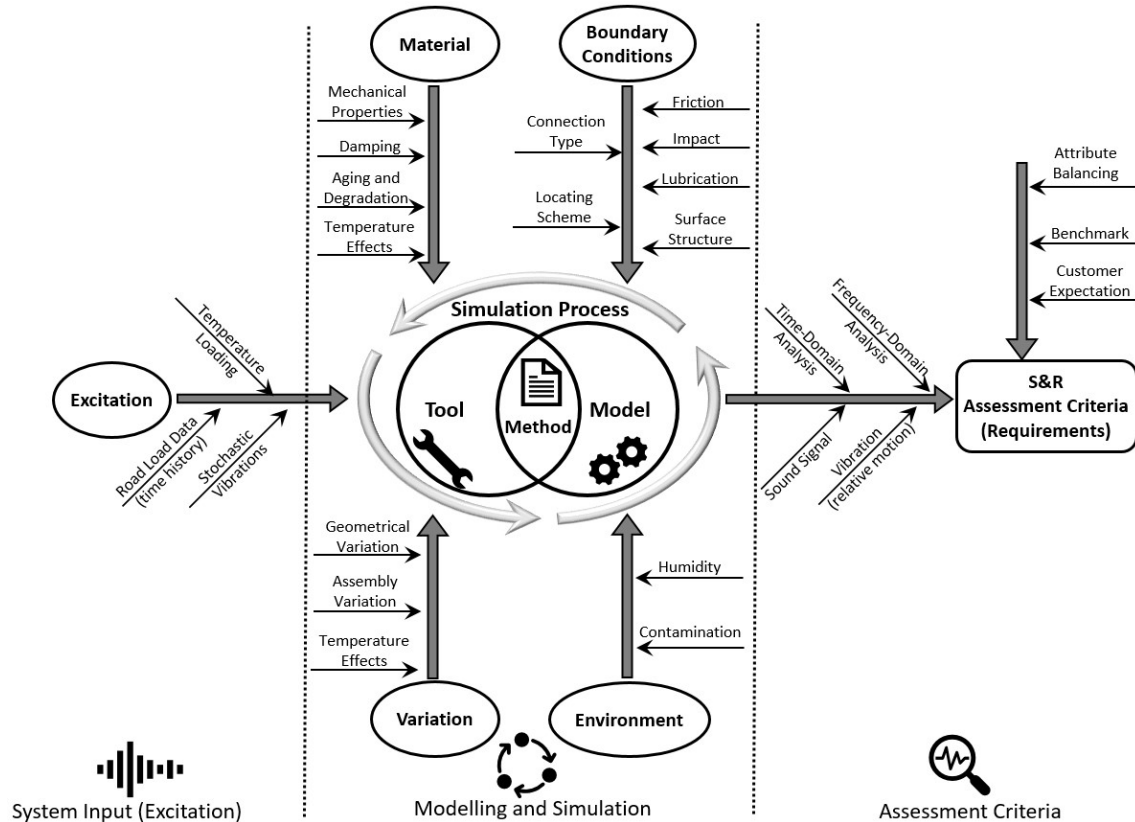 Material
Mechanical
Properties
Damping
Aging and
Degradation
Temperature
Effects
Boundary
Conditions
Connection
Type
Locating
Scheme
Friction
Impact
Lubrication
Surface
Structure
Attribute
Balancing
Benchmark
Customer
Expectation
Excitation
Temperature
Loading
Road Load Data
(time history)
Stochastic
Vibrations
Simulation Process
Tool
Method
Model
Time-Domain
Analysis
Frequency-Domain
Analysis
Sound Signal
Vibration
(relative motion)
S&R
Assessment Criteria
(Requirements)
Geometrical
Variation
Assembly
Variation
Temperature
Effects
Variation
Humidity
Contamination
Environment
System Input (Excitation)
Modelling and Simulation
Assessment Criteria